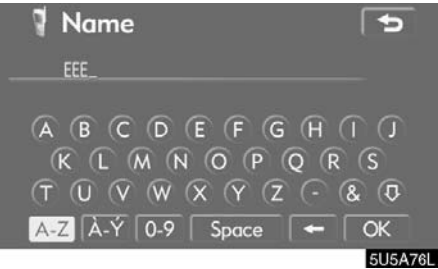 Name
EEE_
A B C D E F G H I J
K L M N O P Q R S
T U V W X Y Z - &
A-Z À-Ý 0-9 Space ← OK
5U5A76L